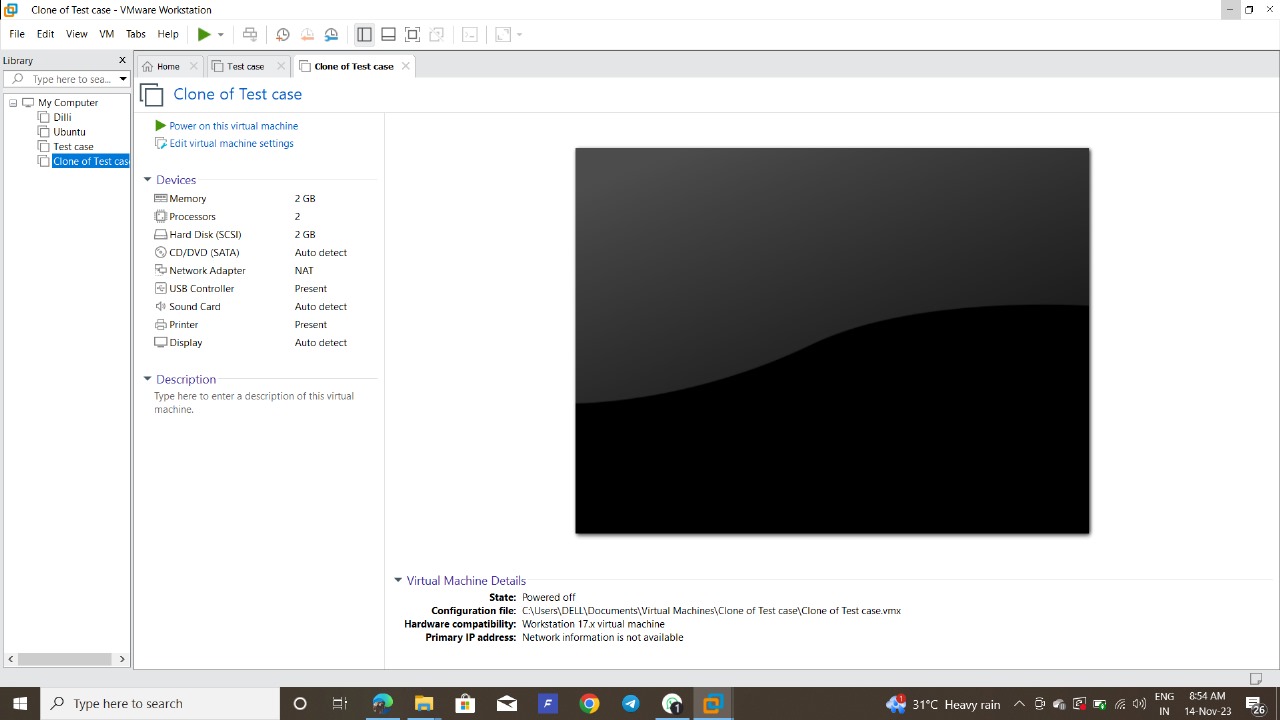 Clone of Test case - VMware Workstation
File Edit View VM Tabs Help
Library
Type here to sea...
Home
Test case
Clone of Test case
My Computer
Dilli
Ubuntu
Test case
Clone of Test cas
Clone of Test case
Power on this virtual machine
Edit virtual machine settings
Devices
Memory 2 GB
Processors 2
Hard Disk (SCSI) 2 GB
CD/DVD (SATA) Auto detect
Network Adapter NAT
USB Controller Present
Sound Card Auto detect
Printer Present
Display Auto detect
Description
Type here to enter a description of this virtual
machine.
Virtual Machine Details
State: Powered off
Configuration file: C:\Users\DELL\Documents\Virtual Machines\Clone of Test case\Clone of Test case.vmx
Hardware compatibility: Workstation 17.x virtual machine
Primary IP address: Network information is not available
Type here to search
F
1
1
31°C Heavy rain
ENG
IN
8:54 AM
14-Nov-23
26